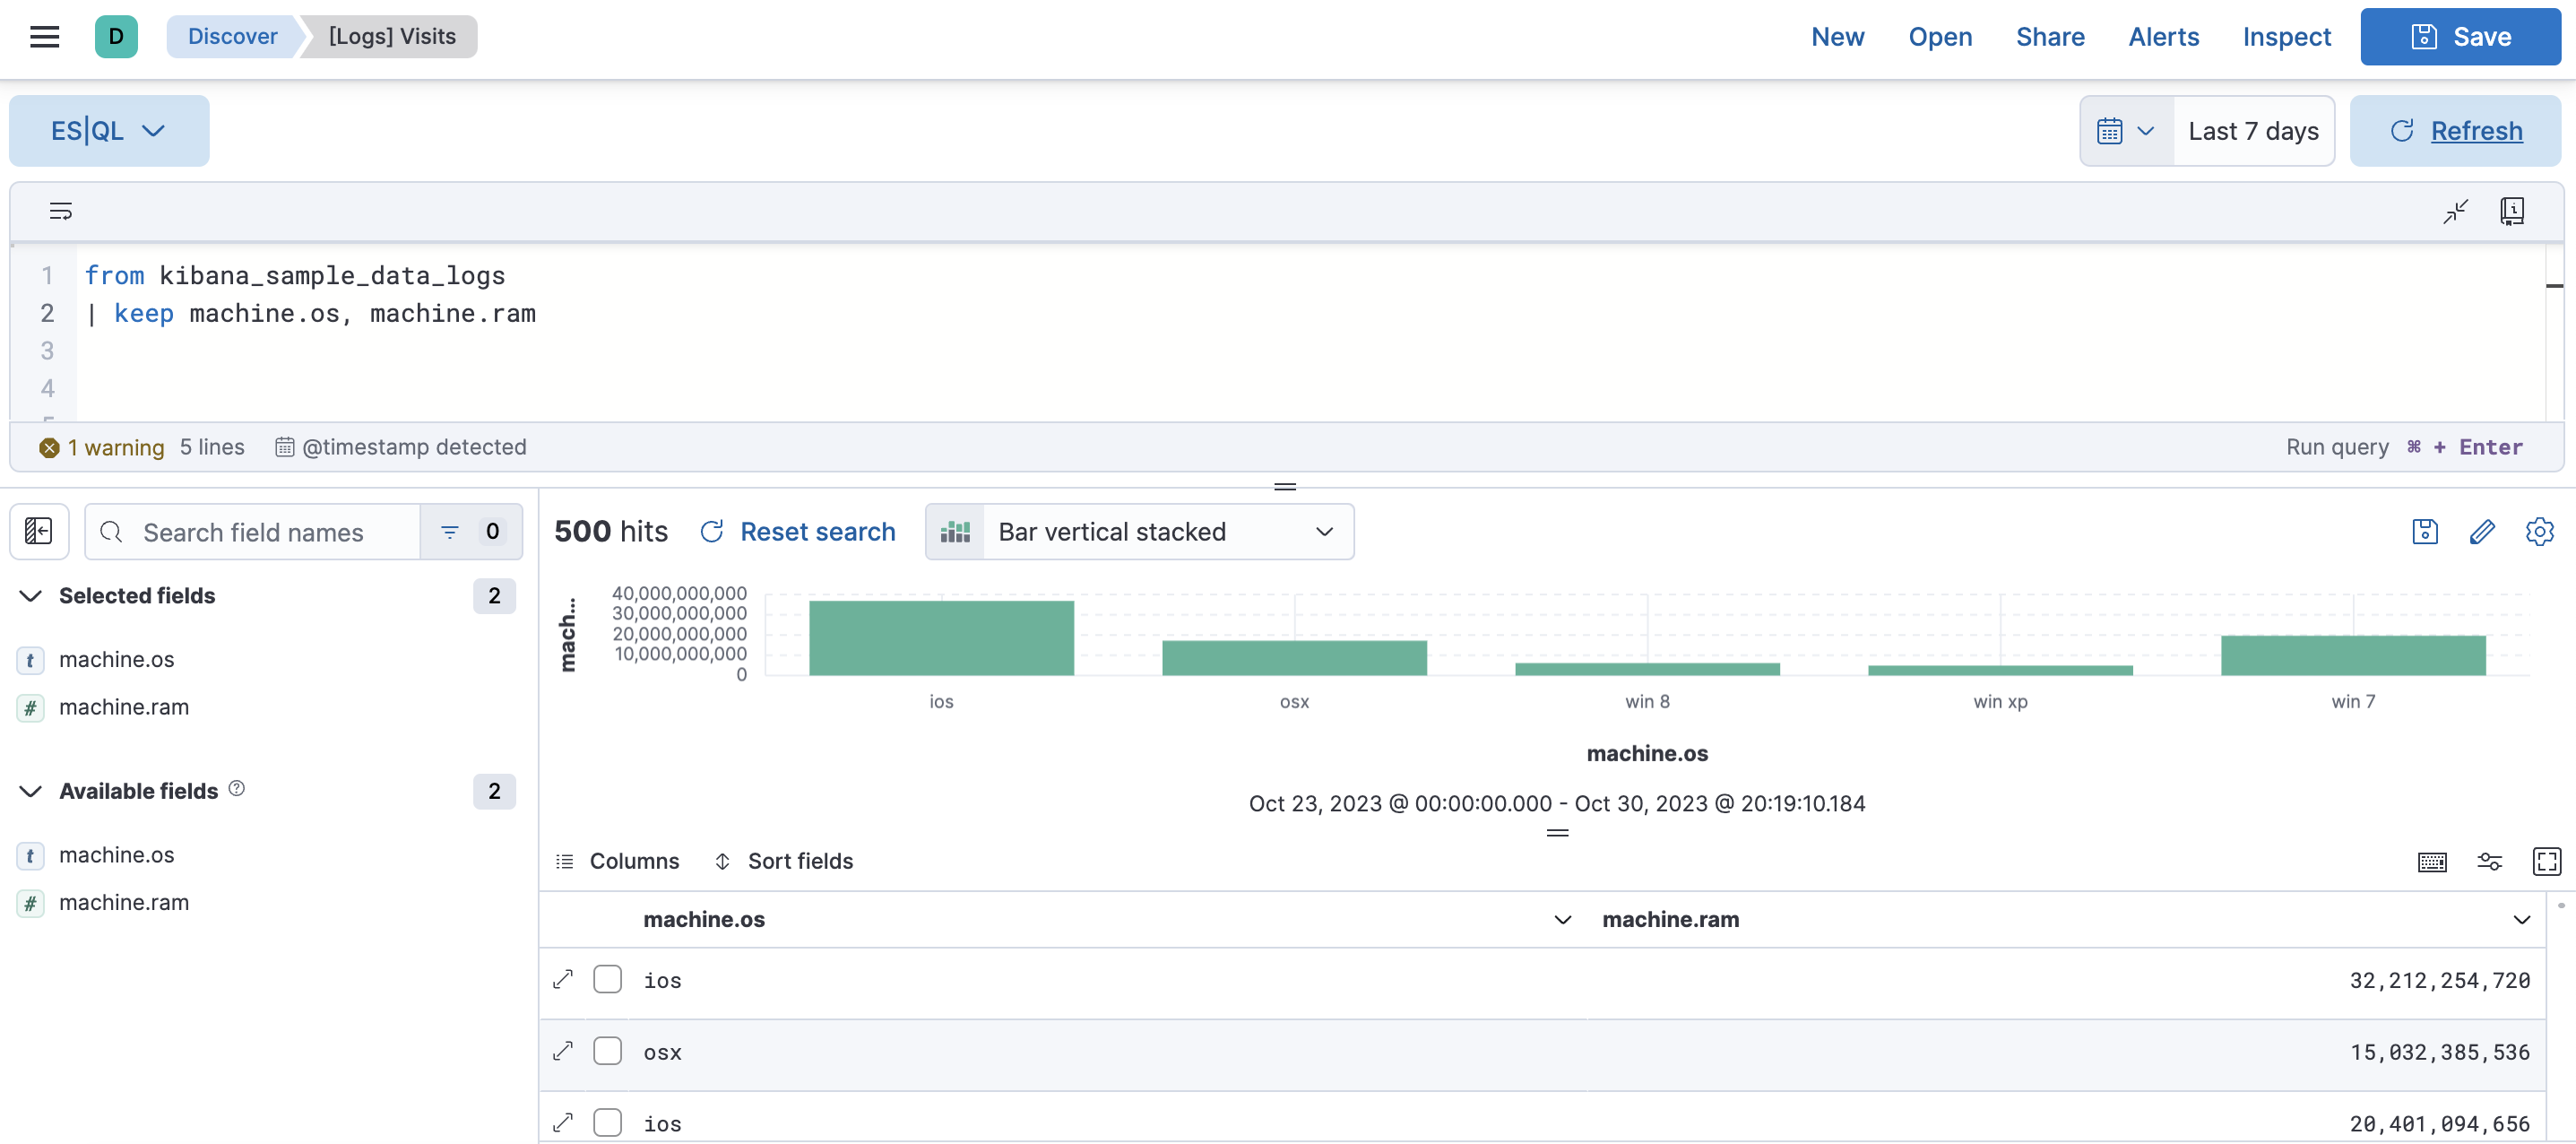 D Discover [Logs] Visits New Open Share Alerts Inspect Save
ES|QL Last 7 days Refresh
1 from kibana_sample_data_logs
2 | keep machine.os, machine.ram
3
4
1 warning 5 lines @timestamp detected Run query ⌘ + Enter
Search field names 0
500 hits Reset search Bar vertical stacked
Selected fields 2
t machine.os
# machine.ram
Available fields 2
t machine.os
# machine.ram
mach...
40,000,000,000
30,000,000,000
20,000,000,000
10,000,000,000
0
ios osx win 8 win xp win 7
machine.os
Oct 23, 2023 @ 00:00:00.000 - Oct 30, 2023 @ 20:19:10.184
Columns Sort fields
machine.os machine.ram
ios 32,212,254,720
osx 15,032,385,536
ios 20,401,094,656